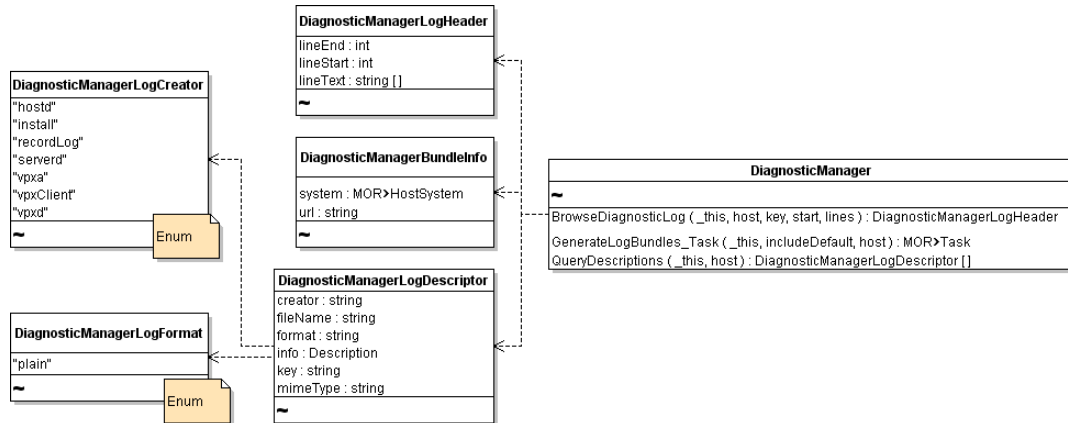 DiagnosticManagerLogHeader
lineEnd : int
lineStart : int
lineText : string [ ]
~
DiagnosticManagerLogCreator
"hostd"
"install"
"recordLog"
"serverd"
"vpxa"
"vpxClient"
"vpxd"
~
Enum
DiagnosticManagerBundleInfo
system : MOR>HostSystem
url : string
~
DiagnosticManager
~
BrowseDiagnosticLog ( _this, host, key, start, lines ) : DiagnosticManagerLogHeader
GenerateLogBundles_Task ( _this, includeDefault, host ) : MOR>Task
QueryDescriptions ( _this, host ) : DiagnosticManagerLogDescriptor [ ]
DiagnosticManagerLogDescriptor
creator : string
fileName : string
format : string
info : Description
key : string
mimeType : string
~
DiagnosticManagerLogFormat
"plain"
~
Enum